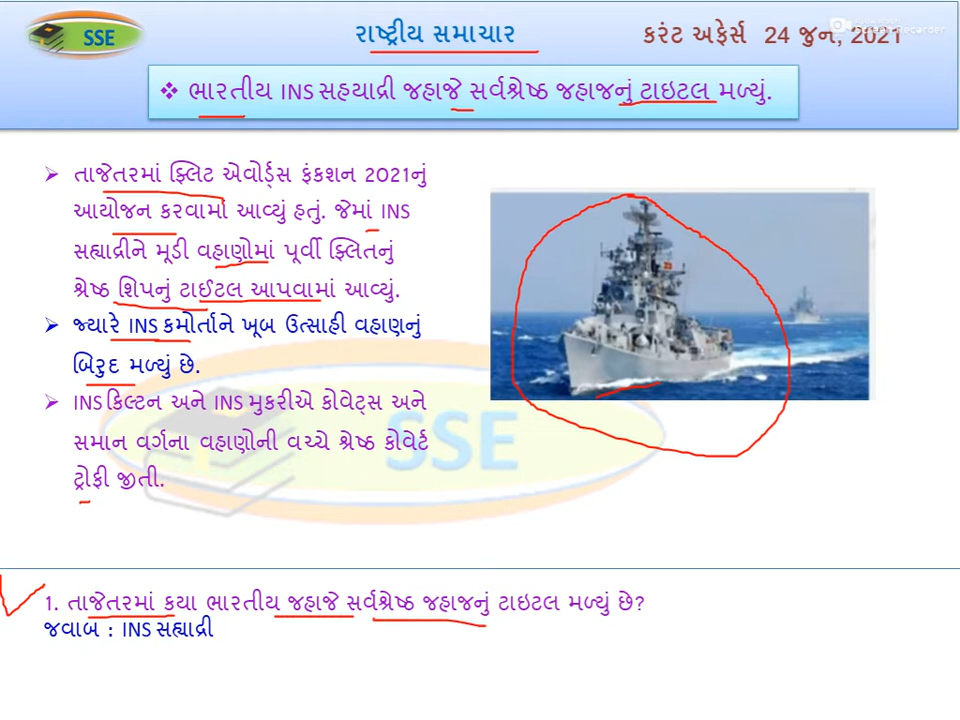 SSE
રાષ્ટ્રીય સમાચાર
કરંટ અફેર્સ 24 જુન, 2021
Screen Recorder
❖ ભારતીય INS સહયાદ્રી જહાજે સર્વશ્રેષ્ઠ જહાજનું ટાઇટલ મળ્યું.
➢ તાજેતરમાં ફ્લિટ એવોર્ડ્સ ફંકશન 2021નું
આયોજન કરવામાં આવ્યું હતું. જેમાં INS
સહ્યાદ્રીને મૂડી વહાણોમાં પૂર્વી ફ્લિતનું
શ્રેષ્ઠ શિપનું ટાઈટલ આપવામાં આવ્યું.
➢ જ્યારે INS કમોર્તાને ખૂબ ઉત્સાહી વહાણનું
બિરુદ મળ્યું છે.
➢ INS કિલ્ટન અને INS મુકરીએ કોવેટ્સ અને
સમાન વર્ગના વહાણોની વચ્ચે શ્રેષ્ઠ કોવેર્ટ
ટ્રોફી જીતી.
SSE
1. તાજેતરમાં કયા ભારતીય જહાજે સર્વશ્રેષ્ઠ જહાજનું ટાઇટલ મળ્યું છે?
જવાબ : INS સહ્યાદ્રી